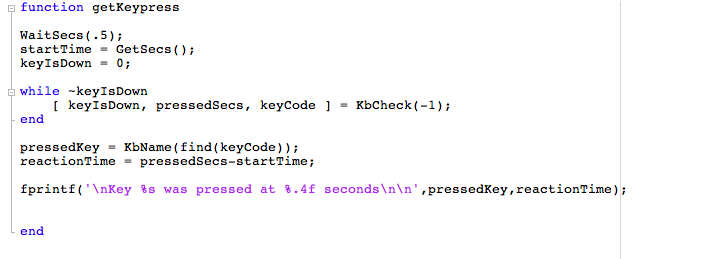 function getKeypress
WaitSecs(.5);
startTime = GetSecs();
keyIsDown = 0;
while ~keyIsDown
[ keyIsDown, pressedSecs, keyCode ] = KbCheck(-1);
end
pressedKey = KbName(find(keyCode));
reactionTime = pressedSecs-startTime;
fprintf('\nKey %s was pressed at %.4f seconds\n\n',pressedKey,reactionTime);
end